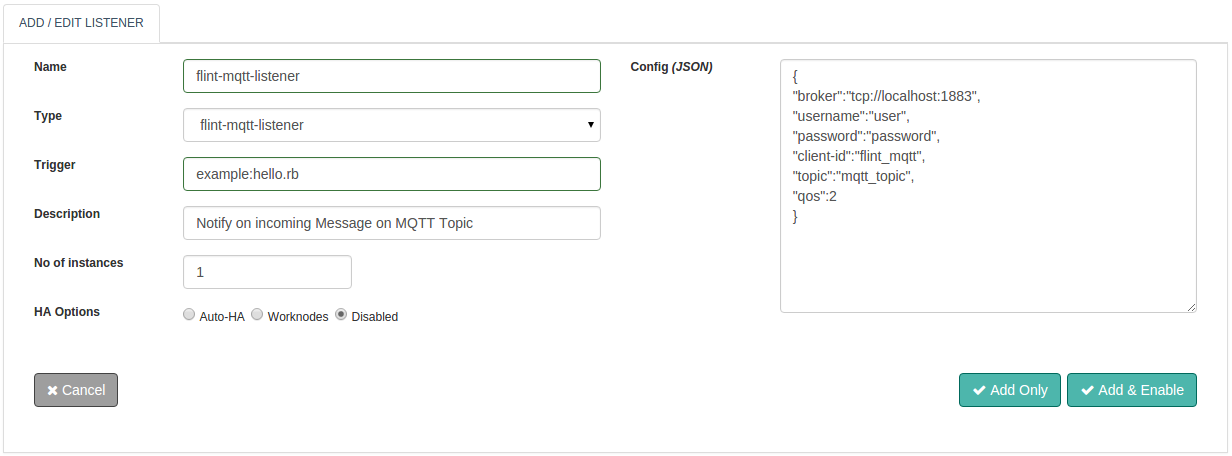 ADD / EDIT LISTENER
Name
flint-mqtt-listener
Type
flint-mqtt-listener
Trigger
example:hello.rb
Description
Notify on incoming Message on MQTT Topic
No of instances
1
HA Options
Auto-HA Worknodes Disabled
Config (JSON)
{
"broker":"tcp://localhost:1883",
"username":"user",
"password":"password",
"client-id":"flint_mqtt",
"topic":"mqtt_topic",
"qos":2
}
Cancel
Add Only
Add & Enable